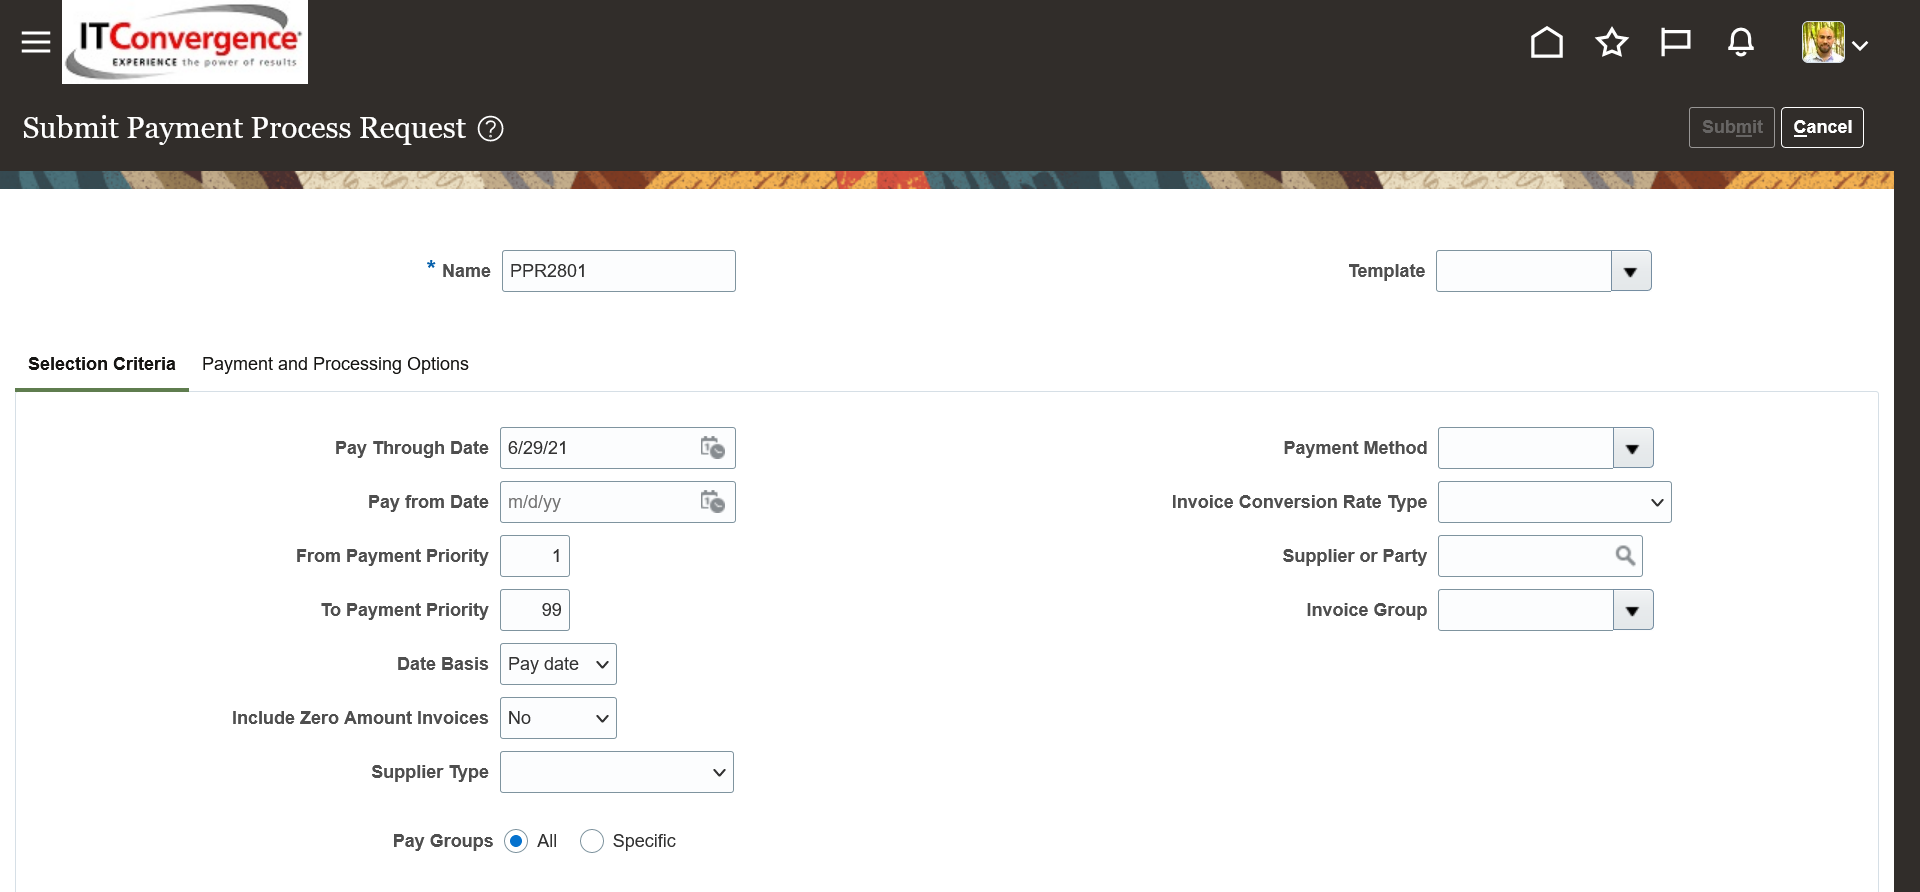 ITConvergence
EXPERIENCE the power of results
Submit Payment Process Request ?
Submit Cancel
* Name PPR2801
Template
Selection Criteria Payment and Processing Options
Pay Through Date 6/29/21
Payment Method
Pay from Date m/d/yy
Invoice Conversion Rate Type
From Payment Priority 1
Supplier or Party
To Payment Priority 99
Invoice Group
Date Basis Pay date
Include Zero Amount Invoices No
Supplier Type
Pay Groups All Specific